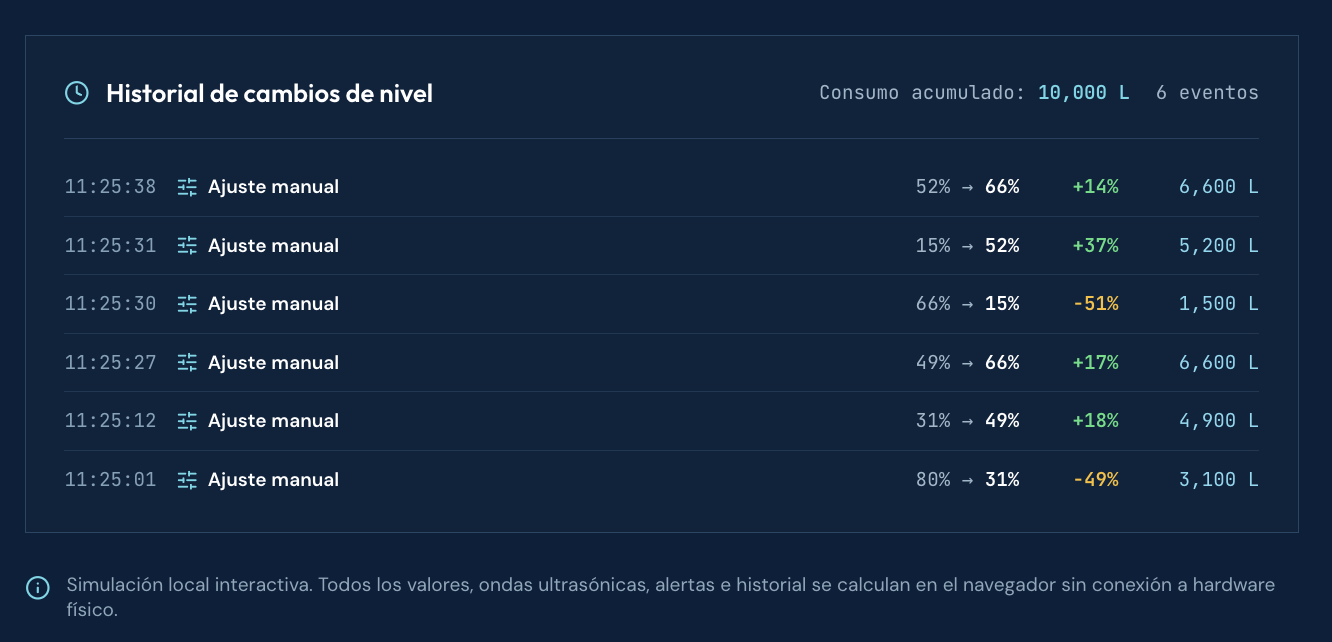 Historial de cambios de nivel Consumo acumulado: 10,000 L 6 eventos
11:25:38 Ajuste manual 52% → 66% +14% 6,600 L
11:25:31 Ajuste manual 15% → 52% +37% 5,200 L
11:25:30 Ajuste manual 66% → 15% -51% 1,500 L
11:25:27 Ajuste manual 49% → 66% +17% 6,600 L
11:25:12 Ajuste manual 31% → 49% +18% 4,900 L
11:25:01 Ajuste manual 80% → 31% -49% 3,100 L
Simulación local interactiva. Todos los valores, ondas ultrasónicas, alertas e historial se calculan en el navegador sin conexión a hardware
físico.